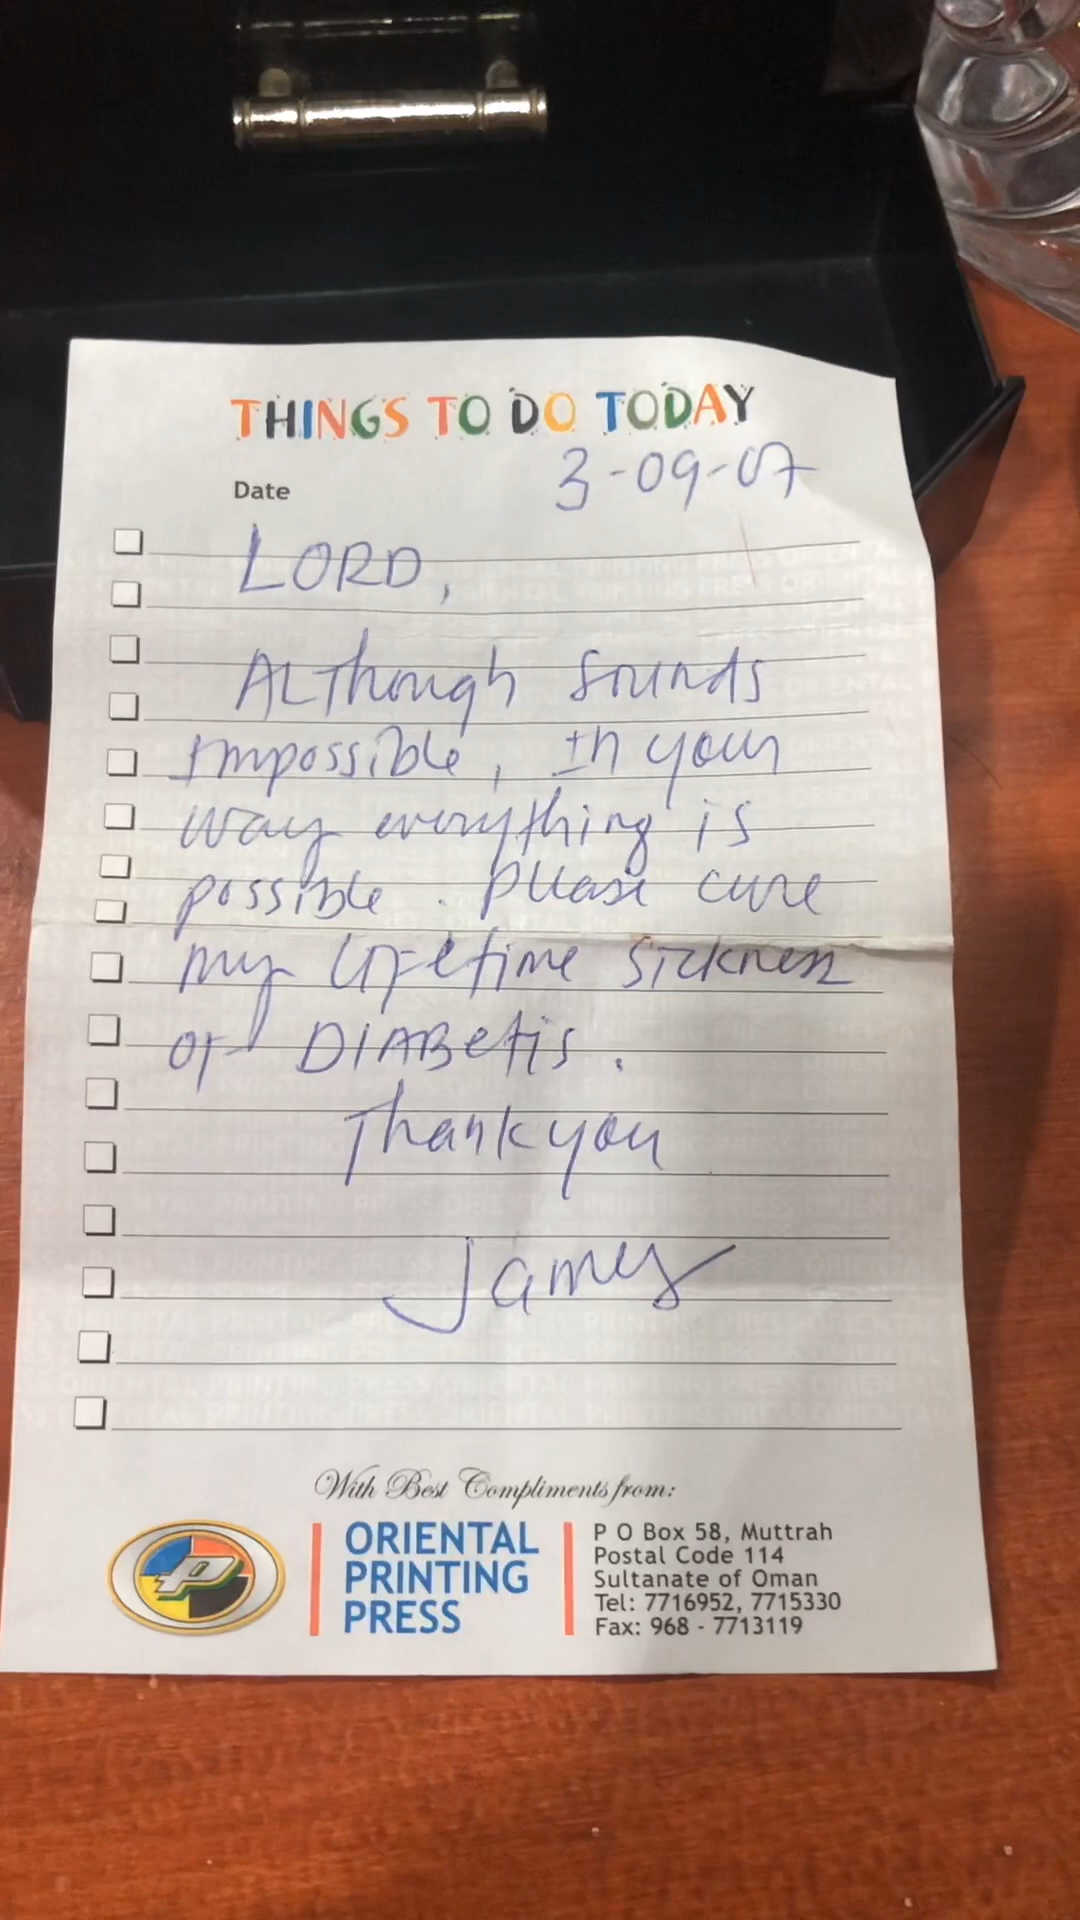 THINGS TO DO TODAY
Date 3-09-07
LORD,
ALThough sounds
Impossible, In your
way everything is
possible. Please cure
my Lifetime sickness
of DIABetis.
Thank you
James
With Best Compliments from:
P
ORIENTAL
PRINTING
PRESS
P O Box 58, Muttrah
Postal Code 114
Sultanate of Oman
Tel: 7716952, 7715330
Fax: 968 - 7713119